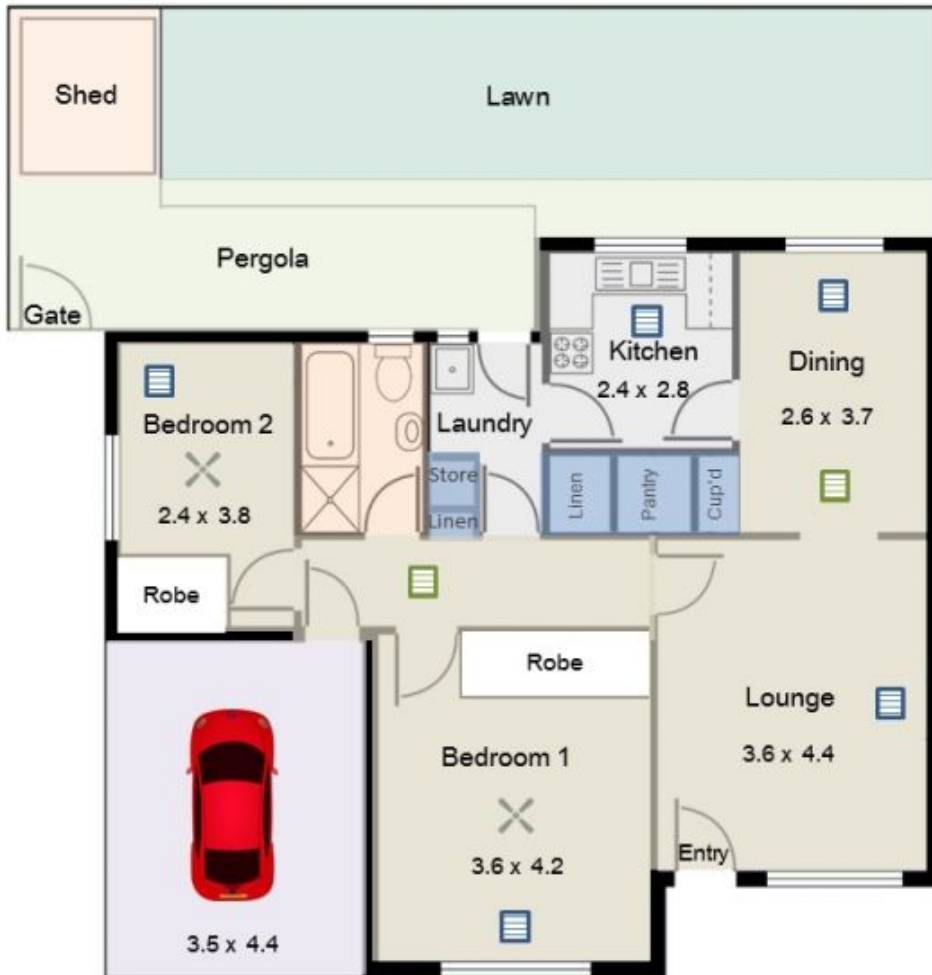 Shed
Lawn
Pergola
Gate
Kitchen
2.4 x 2.8
Dining
2.6 x 3.7
Bedroom 2
2.4 x 3.8
Laundry
Store
Linen
Linen
Pantry
Cup'd
Robe
Robe
Lounge
3.6 x 4.4
Bedroom 1
3.6 x 4.2
Entry
3.5 x 4.4